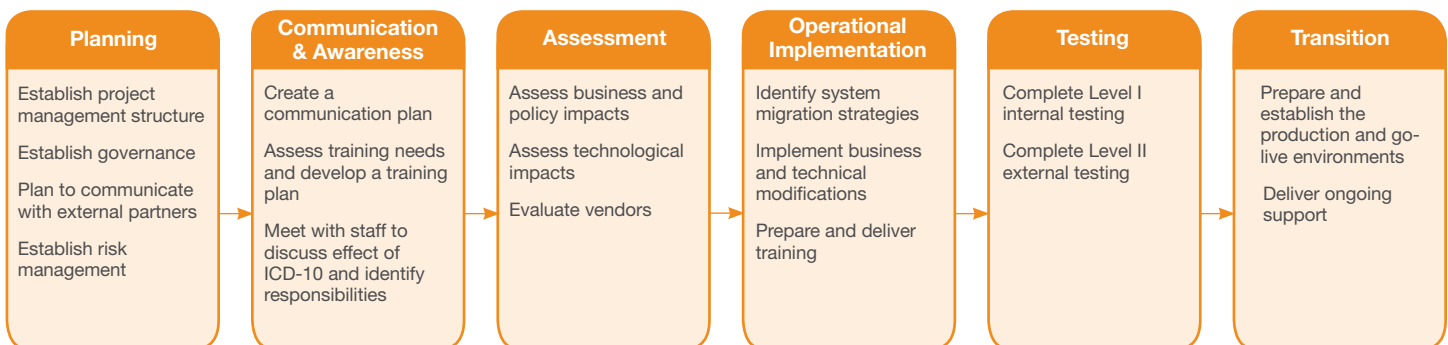 Planning
Establish project
management structure
Establish governance
Plan to communicate
with external partners
Establish risk
management
Communication
& Awareness
Create a
communication plan
Assess training needs
and develop a training
plan
Meet with staff to
discuss effect of
ICD-10 and identify
responsibilities
Assessment
Assess business and
policy impacts
Assess technological
impacts
Evaluate vendors
Operational
Implementation
Identify system
migration strategies
Implement business
and technical
modifications
Prepare and deliver
training
Testing
Complete Level I
internal testing
Complete Level II
external testing
Transition
Prepare and
establish the
production and go-
live environments
Deliver ongoing
support